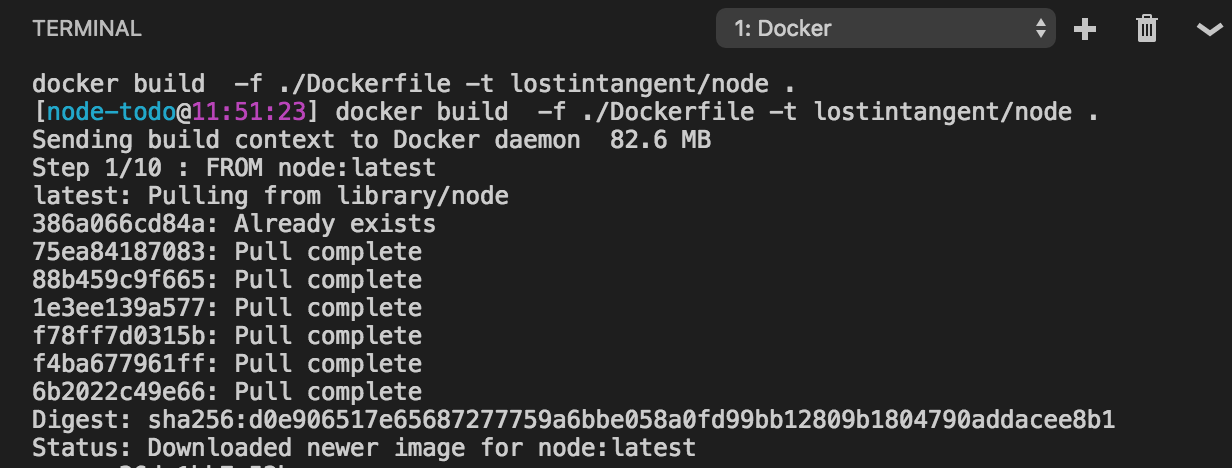 TERMINAL
1: Docker
docker build  -f ./Dockerfile -t lostintangent/node .
[node-todo@11:51:23] docker build  -f ./Dockerfile -t lostintangent/node .
Sending build context to Docker daemon  82.6 MB
Step 1/10 : FROM node:latest
latest: Pulling from library/node
386a066cd84a: Already exists
75ea84187083: Pull complete
88b459c9f665: Pull complete
1e3ee139a577: Pull complete
f78ff7d0315b: Pull complete
f4ba677961ff: Pull complete
6b2022c49e66: Pull complete
Digest: sha256:d0e906517e65687277759a6bbe058a0fd99bb12809b1804790addacee8b1
Status: Downloaded newer image for node:latest